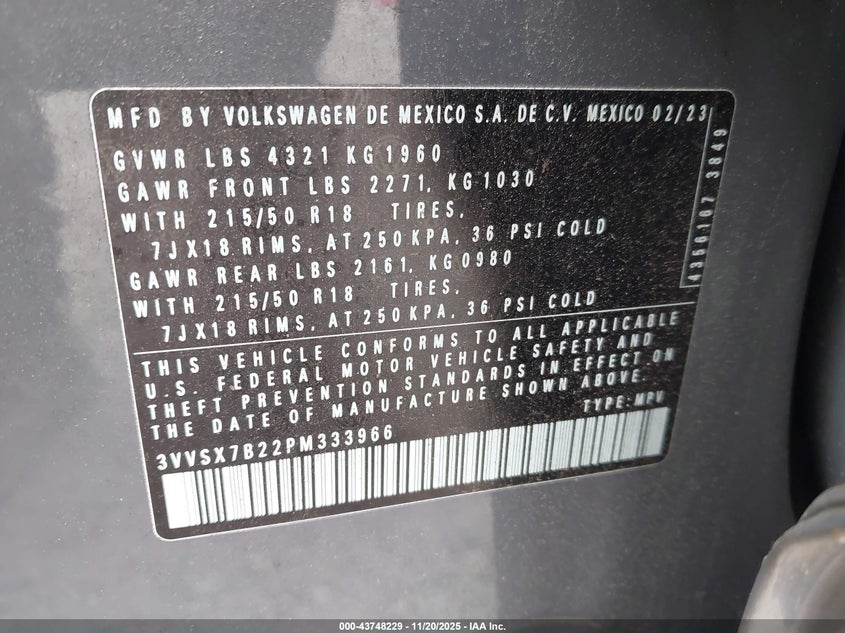 MFD BY VOLKSWAGEN DE MEXICO S.A. DE C.V. MEXICO 02/23
GVWR LBS 4321 KG 1960
GAWR FRONT LBS 2271, KG1030
WITH 215/50 R18 TIRES,
7JX18 RIMS, AT 250 KPA, 36 PSI COLD
GAWR REAR LBS 2161, KG0980
WITH 215/50 R18 TIRES,
7JX18 RIMS, AT 250 KPA, 36 PSI COLD
4356107 3849
THIS VEHICLE CONFORMS TO ALL APPLICABLE
U.S. FEDERAL MOTOR VEHICLE SAFETY AND
THEFT PREVENTION STANDARDS IN EFFECT ON
THE DATE OF MANUFACTURE SHOWN ABOVE.
TYPE: MPV
3VVSX7B22PM333966
000-43748229 - 11/20/2025 - IAA Inc.